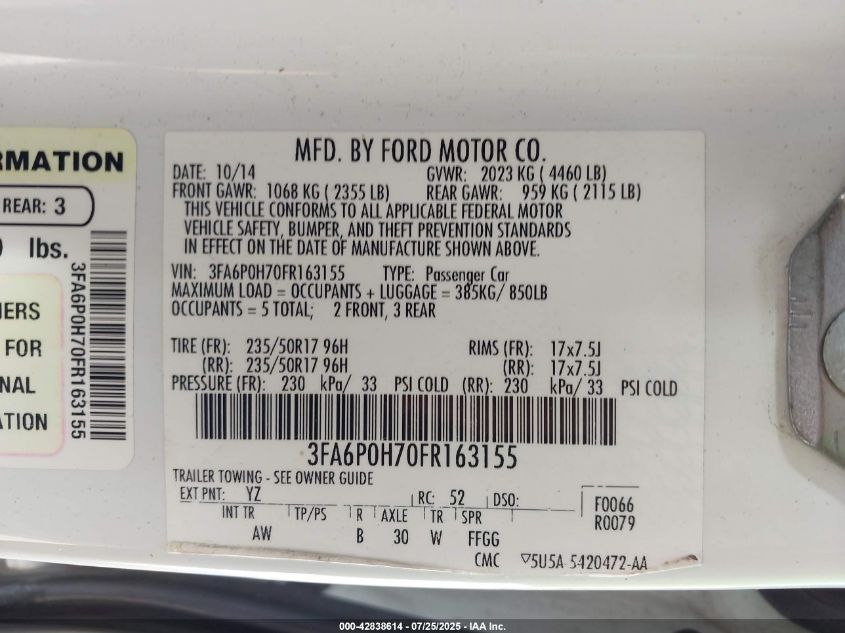 RMATION
REAR: 3
lbs.
ERS
FOR
NAL
ATION
3FA6P0H70FR163155
MFD. BY FORD MOTOR CO.
DATE: 10/14 GVWR: 2023 KG ( 4460 LB)
FRONT GAWR: 1068 KG ( 2355 LB) REAR GAWR: 959 KG ( 2115 LB)
THIS VEHICLE CONFORMS TO ALL APPLICABLE FEDERAL MOTOR
VEHICLE SAFETY, BUMPER, AND THEFT PREVENTION STANDARDS
IN EFFECT ON THE DATE OF MANUFACTURE SHOWN ABOVE.
VIN: 3FA6P0H70FR163155 TYPE: Passenger Car
MAXIMUM LOAD = OCCUPANTS + LUGGAGE = 385KG/ 850LB
OCCUPANTS = 5 TOTAL; 2 FRONT, 3 REAR
TIRE (FR): 235/50R17 96H RIMS (FR): 17x7.5J
(RR): 235/50R17 96H (RR): 17x7.5J
PRESSURE (FR): 230 kPa/ 33 PSI COLD (RR): 230 kPa/ 33 PSI COLD
3FA6P0H70FR163155
TRAILER TOWING - SEE OWNER GUIDE
EXT PNT: YZ RC: 52 DSO:
F0066
R0079
INT TR TP/PS R AXLE TR SPR
AW B 30 W FFGG
CMC 5U5A 5420472-AA
000-42838614 - 07/25/2025 - IAA Inc.